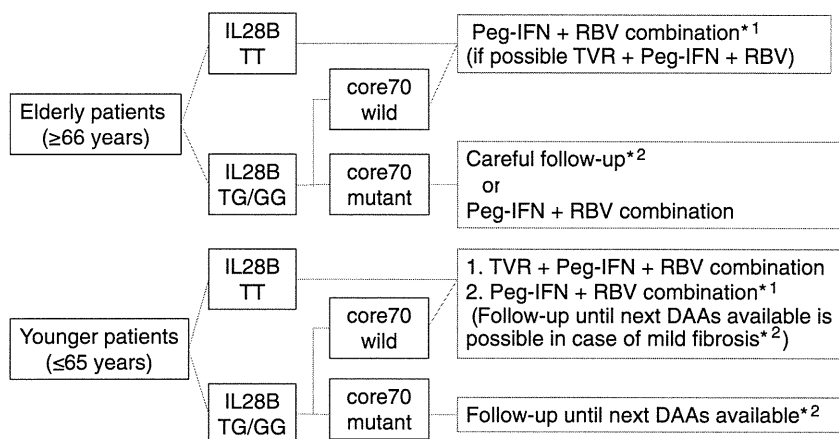 IL28B
TT
Peg-IFN + RBV combination*1
(if possible TVR + Peg-IFN + RBV)
Elderly patients
(≥66 years)
core70
wild
IL28B
TG/GG
core70
mutant
Careful follow-up*2
or
Peg-IFN + RBV combination
IL28B
TT
1. TVR + Peg-IFN + RBV combination
2. Peg-IFN + RBV combination*1
(Follow-up until next DAAs available is
possible in case of mild fibrosis*2)
Younger patients
(≤65 years)
core70
wild
IL28B
TG/GG
core70
mutant
Follow-up until next DAAs available*2